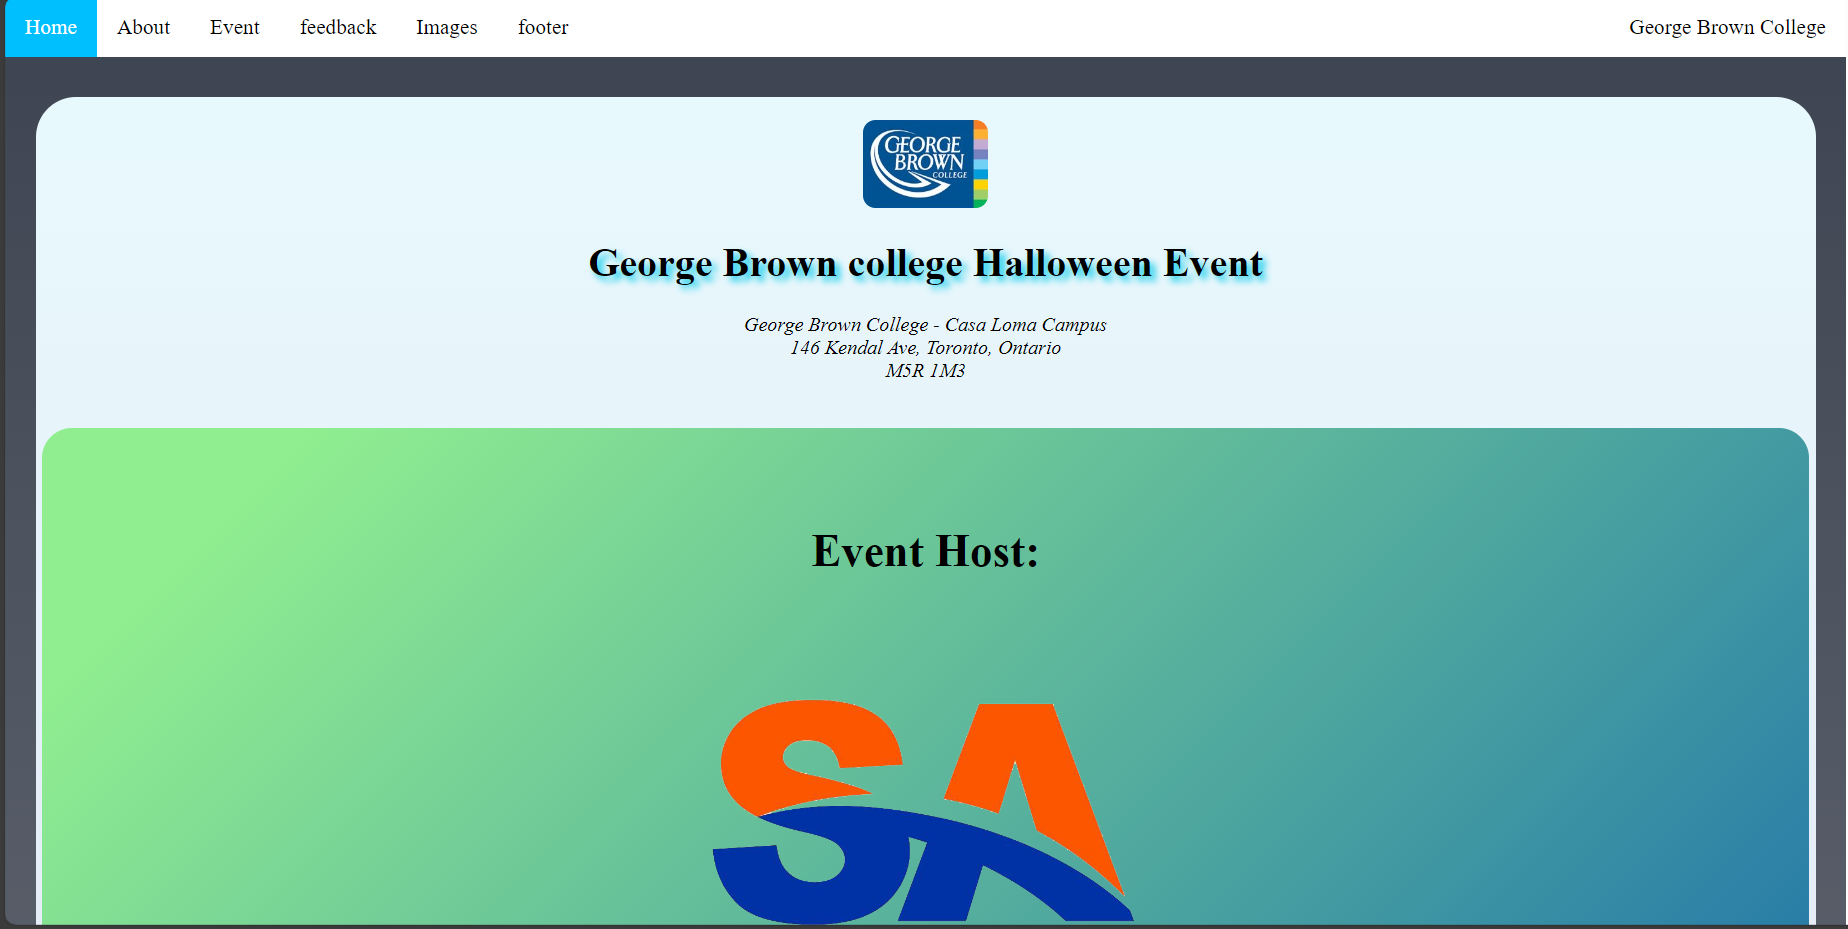 Home About Event feedback Images footer George Brown College
GEORGE
BROWN
COLLEGE
George Brown college Halloween Event
George Brown College - Casa Loma Campus
146 Kendal Ave, Toronto, Ontario
M5R 1M3
Event Host:
SA